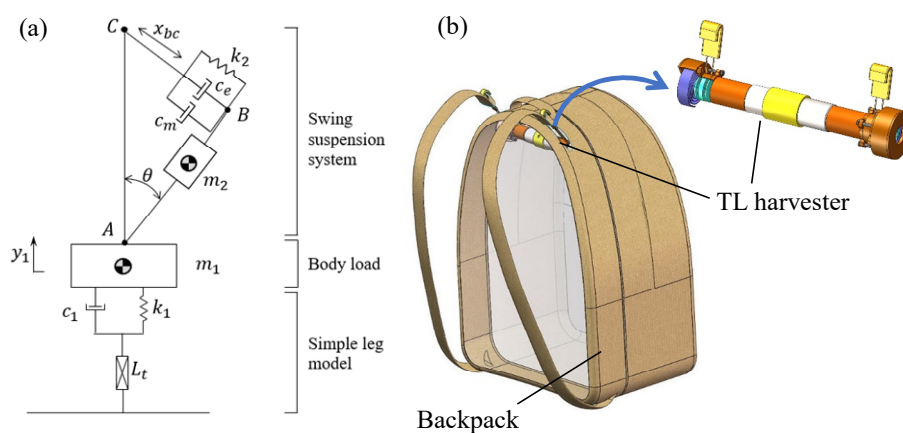 (a)
C
x_bc
k_2
c_e
c_m
B
θ
m_2
A
y_1
m_1
c_1
k_1
L_t
Swing
suspension
system
Body load
Simple leg
model
(b)
TL harvester
Backpack